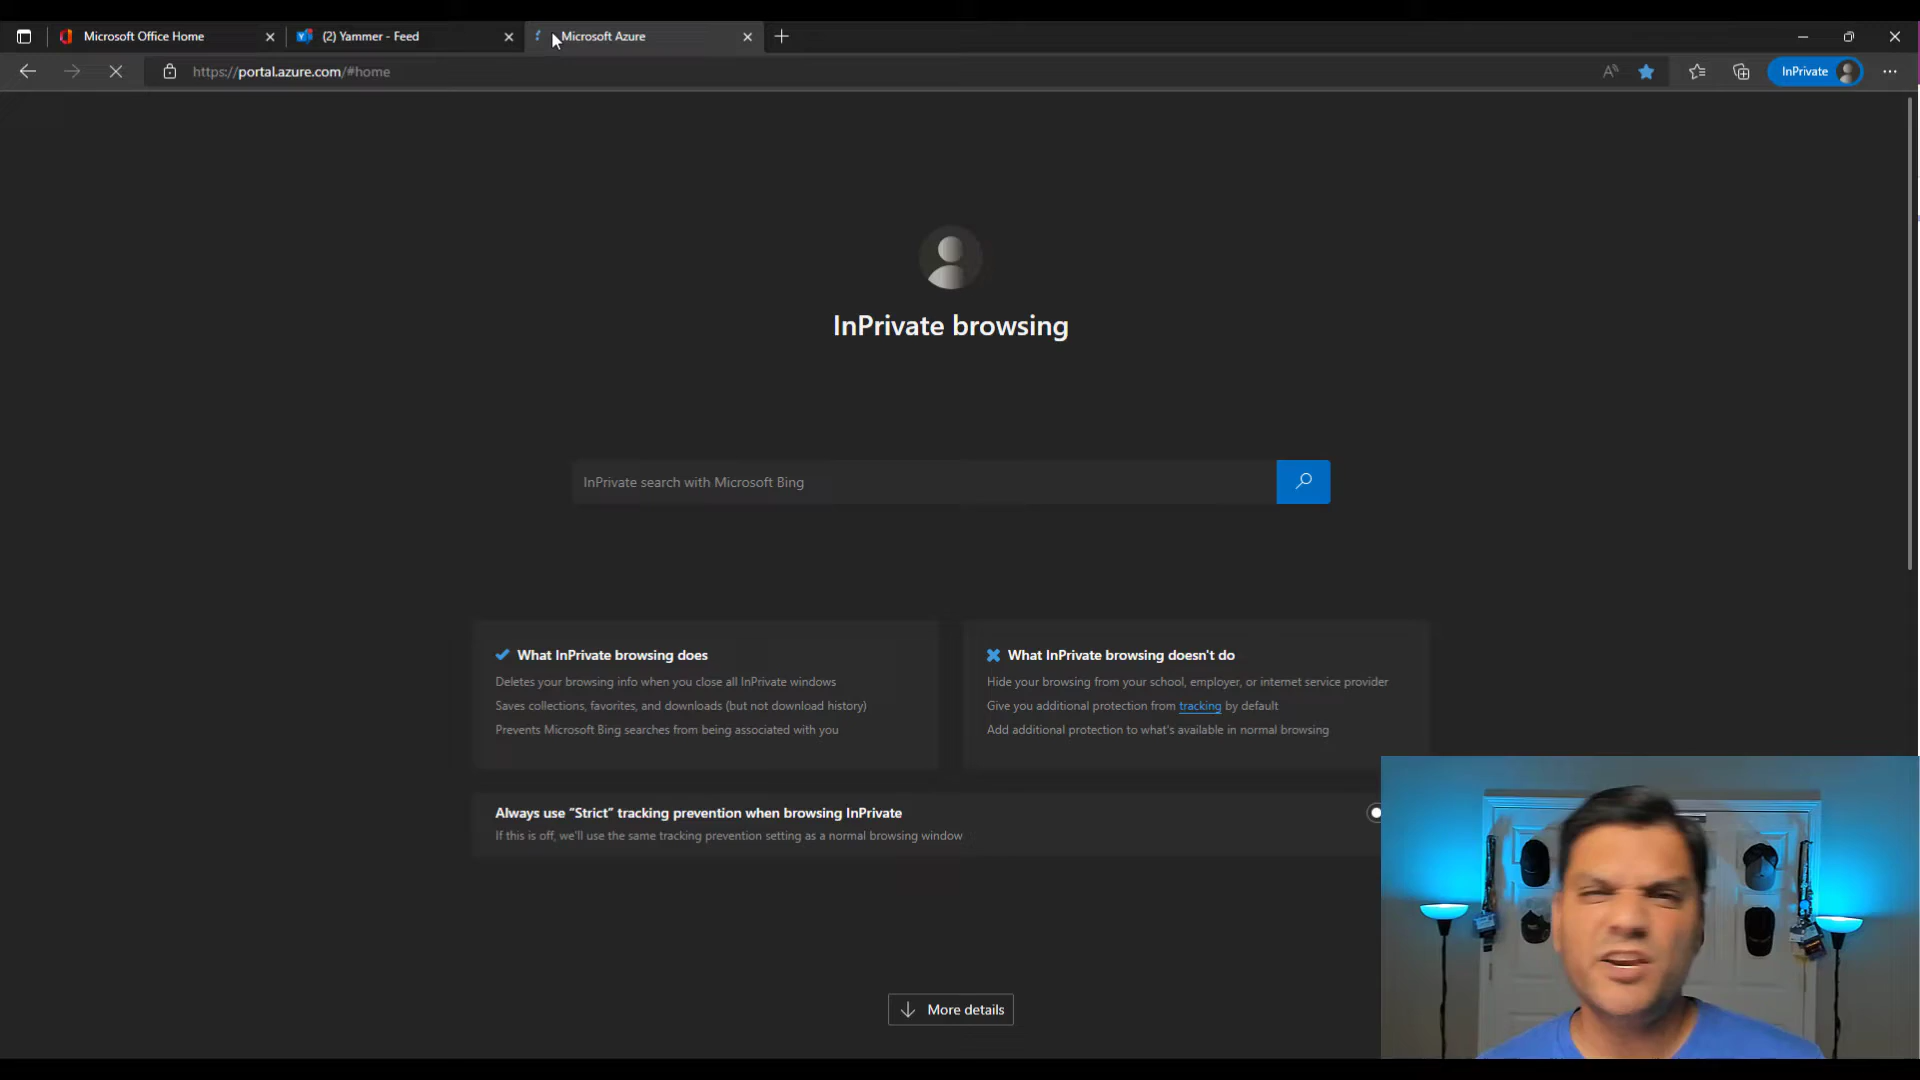 Microsoft Office Home
(2) Yammer - Feed
Microsoft Azure
https://portal.azure.com/#home
InPrivate
InPrivate browsing
InPrivate search with Microsoft Bing
What InPrivate browsing does
Deletes your browsing info when you close all InPrivate windows
Saves collections, favorites, and downloads (but not download history)
Prevents Microsoft Bing searches from being associated with you
What InPrivate browsing doesn't do
Hide your browsing from your school, employer, or internet service provider
Give you additional protection from tracking by default
Add additional protection to what's available in normal browsing
Always use “Strict” tracking prevention when browsing InPrivate
If this is off, we'll use the same tracking prevention setting as a normal browsing window
More details